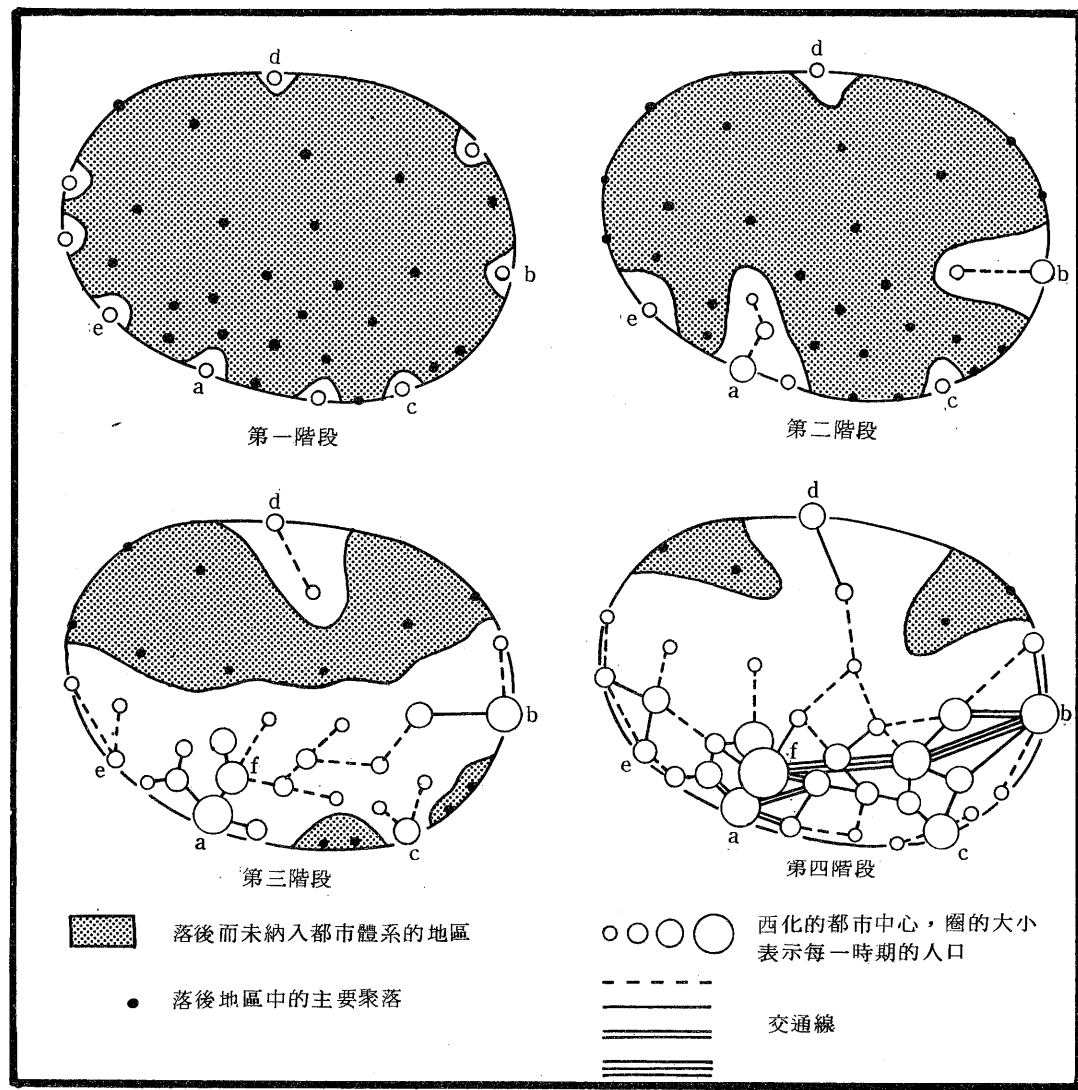 d
b
e
a
c
第一階段
d
b
e
a
c
第二階段
d
b
e
f
a
c
第三階段
d
b
e
f
a
c
第四階段
落後而未納入都市體系的地區
落後地區中的主要聚落
西化的都市中心，圈的大小
表示每一時期的人口
交通線